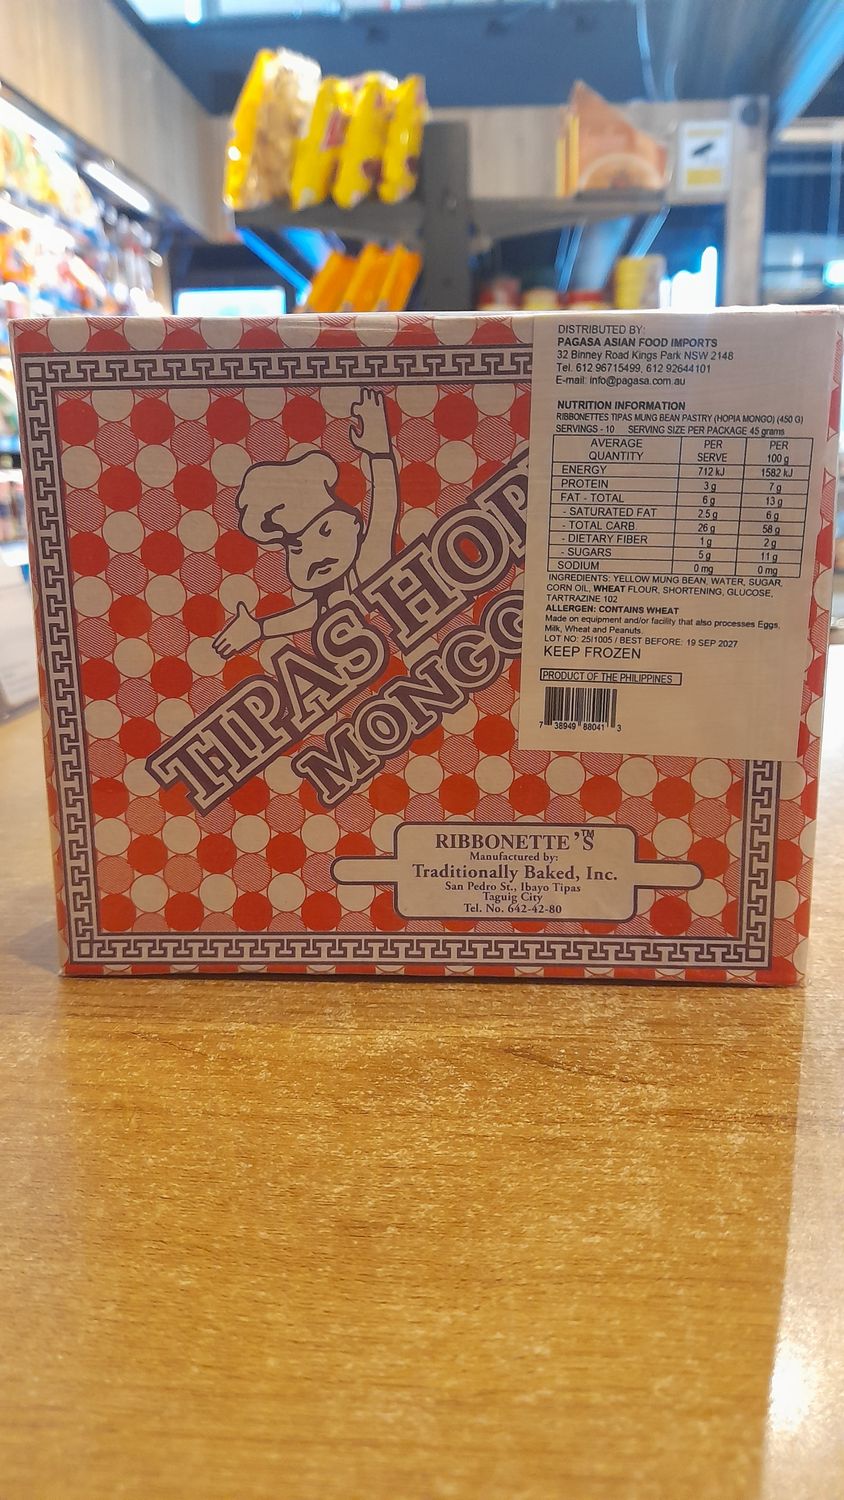 DISTRIBUTED BY:
PAGASA ASIAN FOOD IMPORTS
32 Binney Road Kings Park NSW 2148
Tel. 612 96715499, 612 92644101
E-mail: info@pagasa.com.au
NUTRITION INFORMATION
RIBBONETTES TIPAS MUNG BEAN PASTRY (HOPIA MONGO) (450 G)
SERVINGS - 10 SERVING SIZE PER PACKAGE 45 grams
AVERAGE QUANTITY PER SERVE PER 100 g
ENERGY 712 kJ 1582 kJ
PROTEIN 3 g 7 g
FAT - TOTAL 6 g 13 g
- SATURATED FAT 2.5 g 6 g
- TOTAL CARB. 26 g 58 g
- DIETARY FIBER 1 g 2 g
- SUGARS 5 g 11 g
SODIUM 0 mg 0 mg
INGREDIENTS: YELLOW MUNG BEAN, WATER, SUGAR,
CORN OIL, WHEAT FLOUR, SHORTENING, GLUCOSE,
TARTRAZINE 102
ALLERGEN: CONTAINS WHEAT
Made on equipment and/or facility that also processes Eggs,
Milk, Wheat and Peanuts.
LOT NO: 25I1005 / BEST BEFORE: 19 SEP 2027
KEEP FROZEN
PRODUCT OF THE PHILIPPINES
7 38949 88041 3
TIPAS HOP
MONGO
RIBBONETTE'S™
Manufactured by:
Traditionally Baked, Inc.
San Pedro St., Ibayo Tipas
Taguig City
Tel. No. 642-42-80